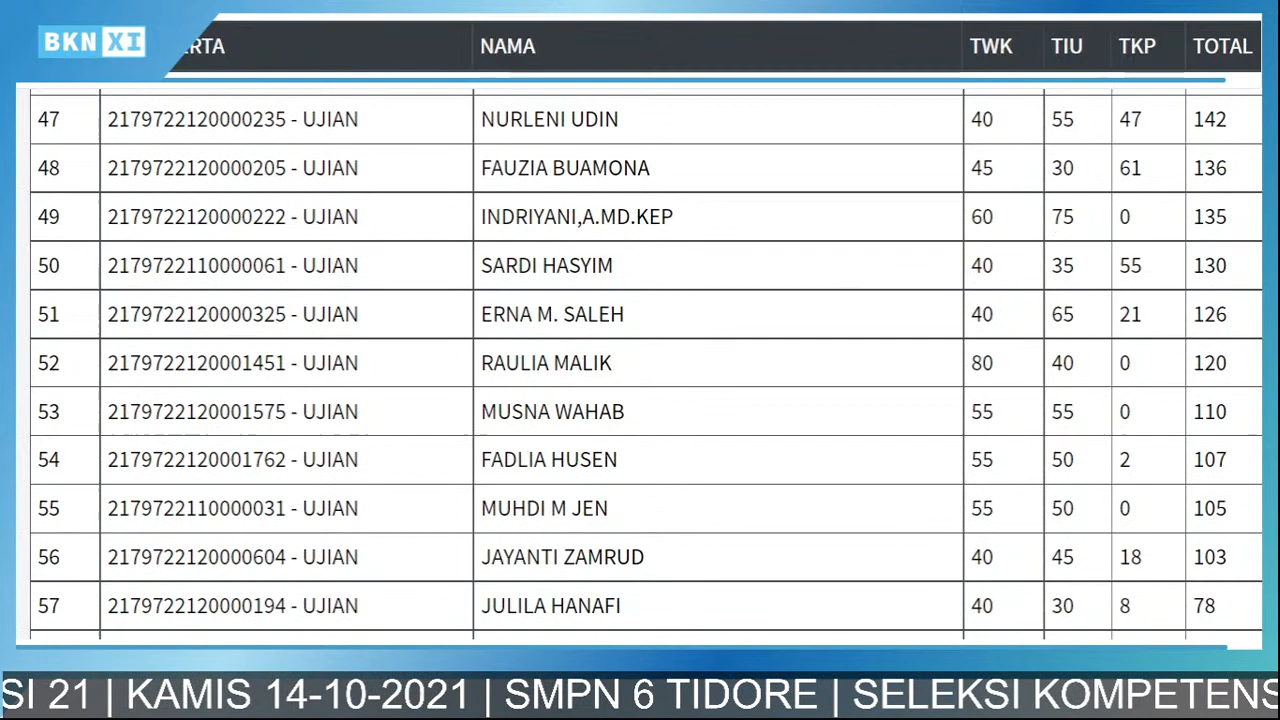 BKN XI
ERTA NAMA TWK TIU TKP TOTAL
47 2179722120000235 - UJIAN NURLENI UDIN 40 55 47 142
48 2179722120000205 - UJIAN FAUZIA BUAMONA 45 30 61 136
49 2179722120000222 - UJIAN INDRIYANI,A.MD.KEP 60 75 0 135
50 2179722110000061 - UJIAN SARDI HASYIM 40 35 55 130
51 2179722120000325 - UJIAN ERNA M. SALEH 40 65 21 126
52 2179722120001451 - UJIAN RAULIA MALIK 80 40 0 120
53 2179722120001575 - UJIAN MUSNA WAHAB 55 55 0 110
54 2179722120001762 - UJIAN FADLIA HUSEN 55 50 2 107
55 2179722110000031 - UJIAN MUHDI M JEN 55 50 0 105
56 2179722120000604 - UJIAN JAYANTI ZAMRUD 40 45 18 103
57 2179722120000194 - UJIAN JULILA HANAFI 40 30 8 78
SI 21 | KAMIS 14-10-2021 | SMPN 6 TIDORE | SELEKSI KOMPETENS